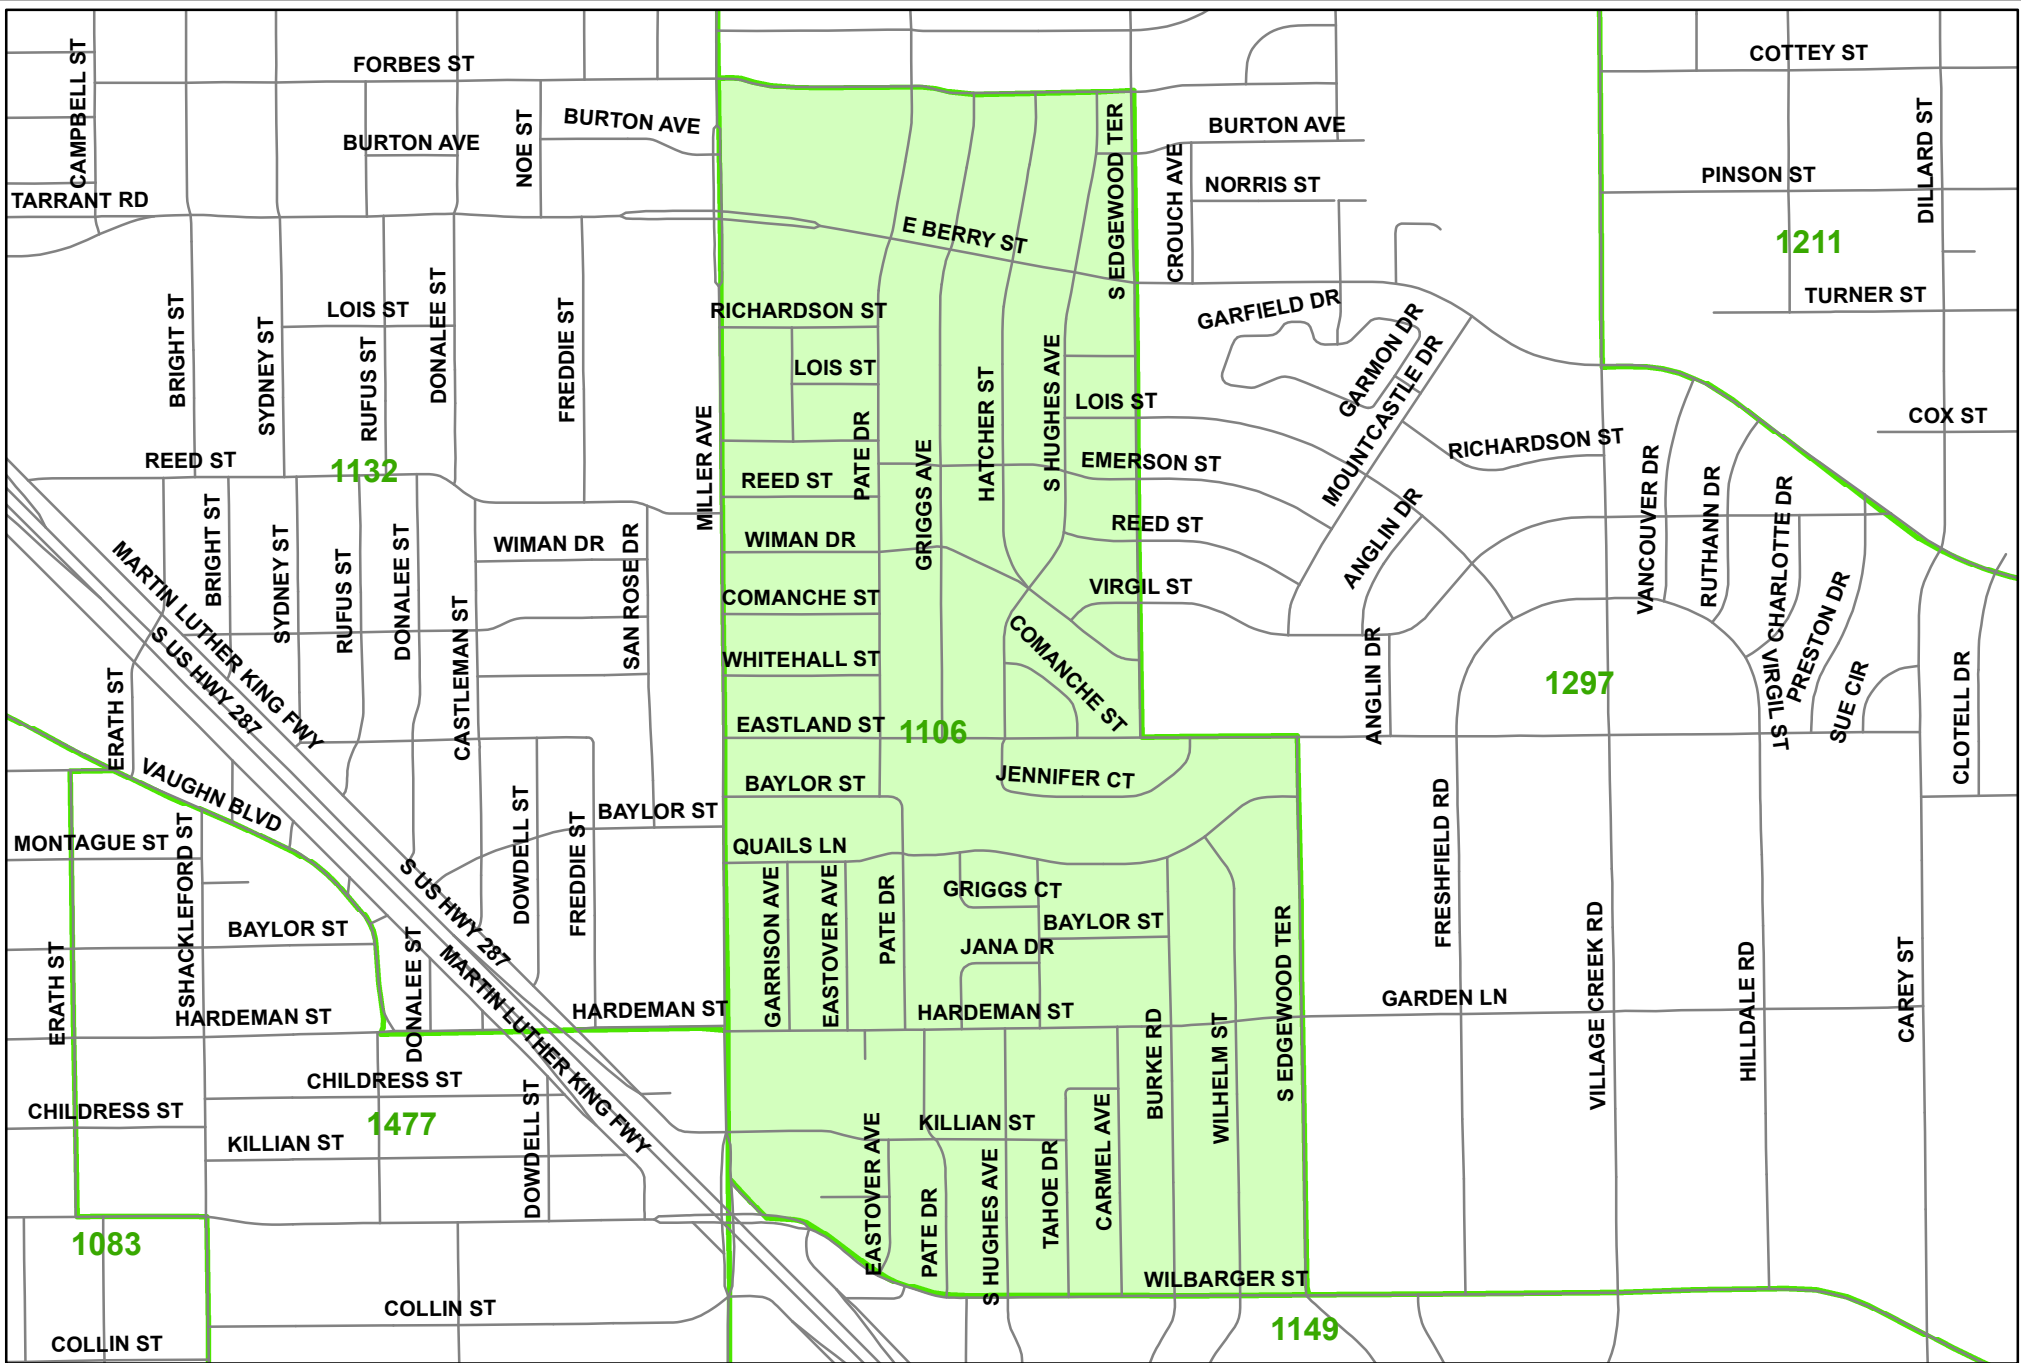 COTTEY ST
FORBES ST
CAMPBELL ST
BURTON AVE
NOE ST
BURTON AVE
S EDGEWOOD TER
BURTON AVE
DILLARD ST
CROUCH AVE
PINSON ST
NORRIS ST
TARRANT RD
E BERRY ST
1211
TURNER ST
BRIGHT ST
SYDNEY ST
LOIS ST
RUFUS ST
DONALEE ST
FREDDIE ST
RICHARDSON ST
GARFIELD DR
GARMON DR
MOUNTCASTLE DR
LOIS ST
HATCHER ST
S HUGHES AVE
LOIS ST
COX ST
MILLER AVE
PATE DR
GRIGGS AVE
RICHARDSON ST
REED ST
1132
EMERSON ST
REED ST
VANCOUVER DR
RUTHANN DR
CHARLOTTE DR
ANGLIN DR
REED ST
BRIGHT ST
SYDNEY ST
RUFUS ST
DONALEE ST
WIMAN DR
SAN ROSE DR
WIMAN DR
MARTIN LUTHER KING FWY
S US HWY 287
CASTLEMAN ST
COMANCHE ST
VIRGIL ST
PRESTON DR
COMANCHE ST
WHITEHALL ST
ANGLIN DR
1297
VIRGIL ST
SUE CIR
CLOTELL DR
ERATH ST
EASTLAND ST
1106
VAUGHN BLVD
BAYLOR ST
JENNIFER CT
DOWDELL ST
FREDDIE ST
BAYLOR ST
FRESHFIELD RD
MONTAGUE ST
SHACKLEFORD ST
QUAILS LN
S US HWY 287
GARRISON AVE
EASTOVER AVE
PATE DR
GRIGGS CT
BAYLOR ST
BAYLOR ST
JANA DR
S EDGEWOOD TER
VILLAGE CREEK RD
HILLDALE RD
CAREY ST
ERATH ST
DONALEE ST
MARTIN LUTHER KING FWY
GARDEN LN
HARDEMAN ST
HARDEMAN ST
HARDEMAN ST
BURKE RD
WILHELM ST
CHILDRESS ST
DOWDELL ST
CHILDRESS ST
1477
KILLIAN ST
EASTOVER AVE
KILLIAN ST
CARMEL AVE
TAHOE DR
S HUGHES AVE
PATE DR
1083
WILBARGER ST
COLLIN ST
1149
COLLIN ST